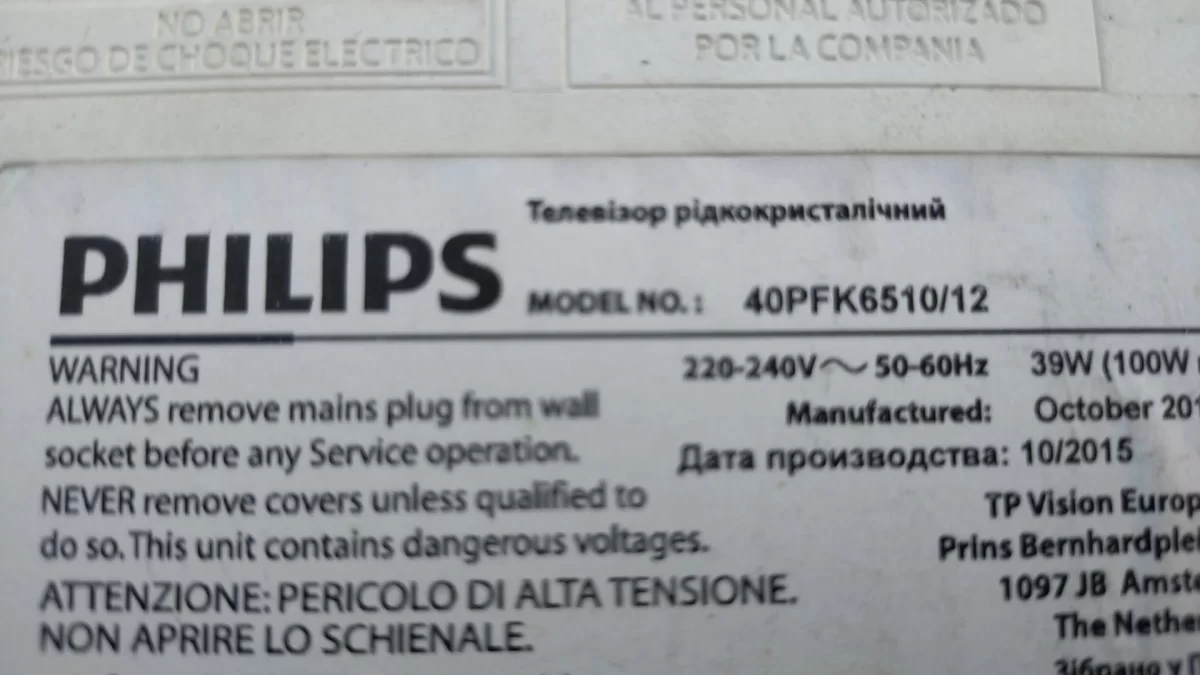 NO ABRIR
RIESGO DE CHOQUE ELECTRICO
AL PERSONAL AUTORIZADO
POR LA COMPANIA
Телевізор рідкокристалічний
PHILIPS
MODEL NO. : 40PFK6510/12
WARNING
ALWAYS remove mains plug from wall
socket before any Service operation.
NEVER remove covers unless qualified to
do so. This unit contains dangerous voltages.
ATTENZIONE: PERICOLO DI ALTA TENSIONE.
NON APRIRE LO SCHIENALE.
220-240V～ 50-60Hz 39W (100W
Manufactured: October 201
Дата производства: 10/2015
TP Vision Europ
Prins Bernhardplei
1097 JB Amste
The Nether
Зібрано у П